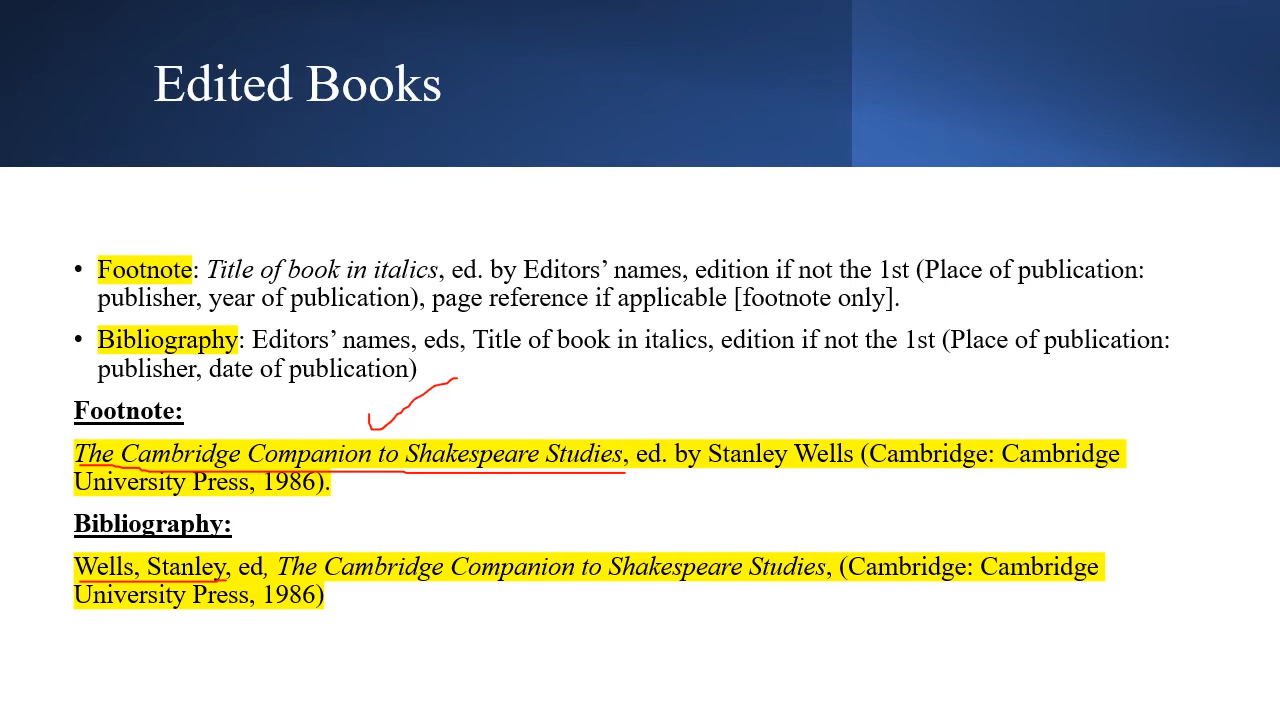 Edited Books
• Footnote: Title of book in italics, ed. by Editors’ names, edition if not the 1st (Place of publication:
publisher, year of publication), page reference if applicable [footnote only].
• Bibliography: Editors’ names, eds, Title of book in italics, edition if not the 1st (Place of publication:
publisher, date of publication)
Footnote:
The Cambridge Companion to Shakespeare Studies, ed. by Stanley Wells (Cambridge: Cambridge
University Press, 1986).
Bibliography:
Wells, Stanley, ed, The Cambridge Companion to Shakespeare Studies, (Cambridge: Cambridge
University Press, 1986)